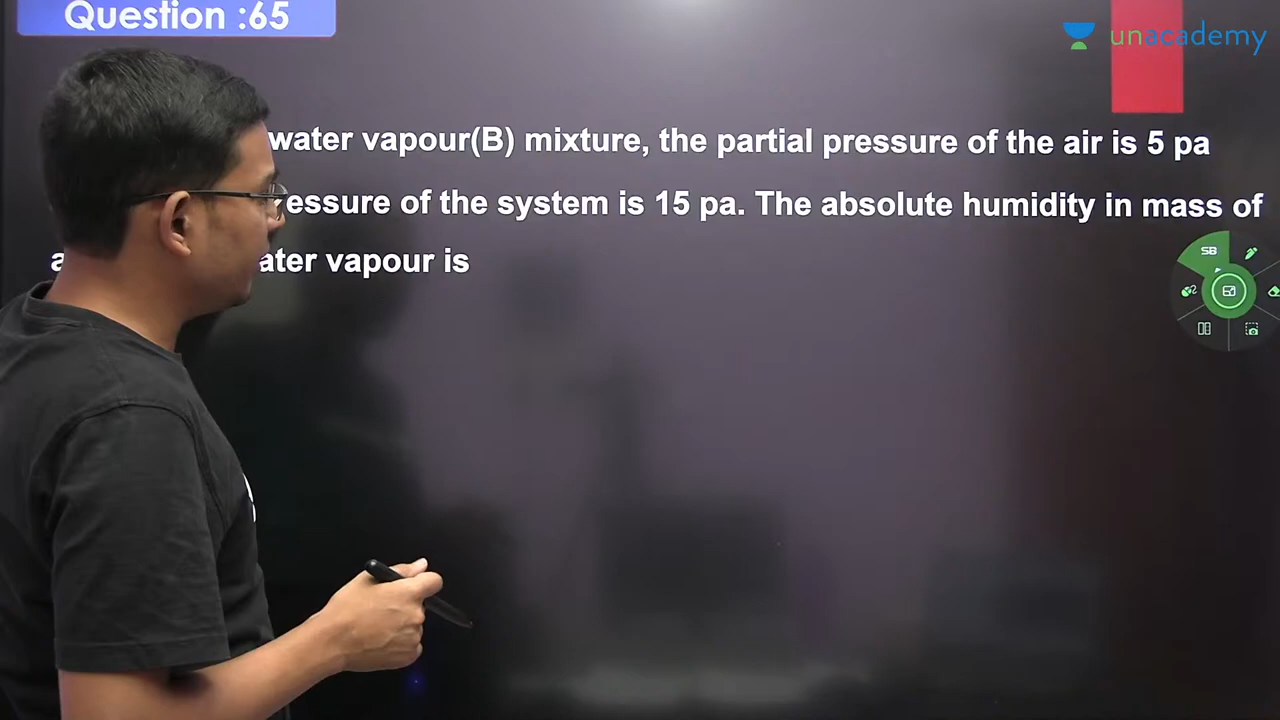 Question :65
unacademy
water vapour(B) mixture, the partial pressure of the air is 5 pa
essure of the system is 15 pa. The absolute humidity in mass of
ater vapour is
SB